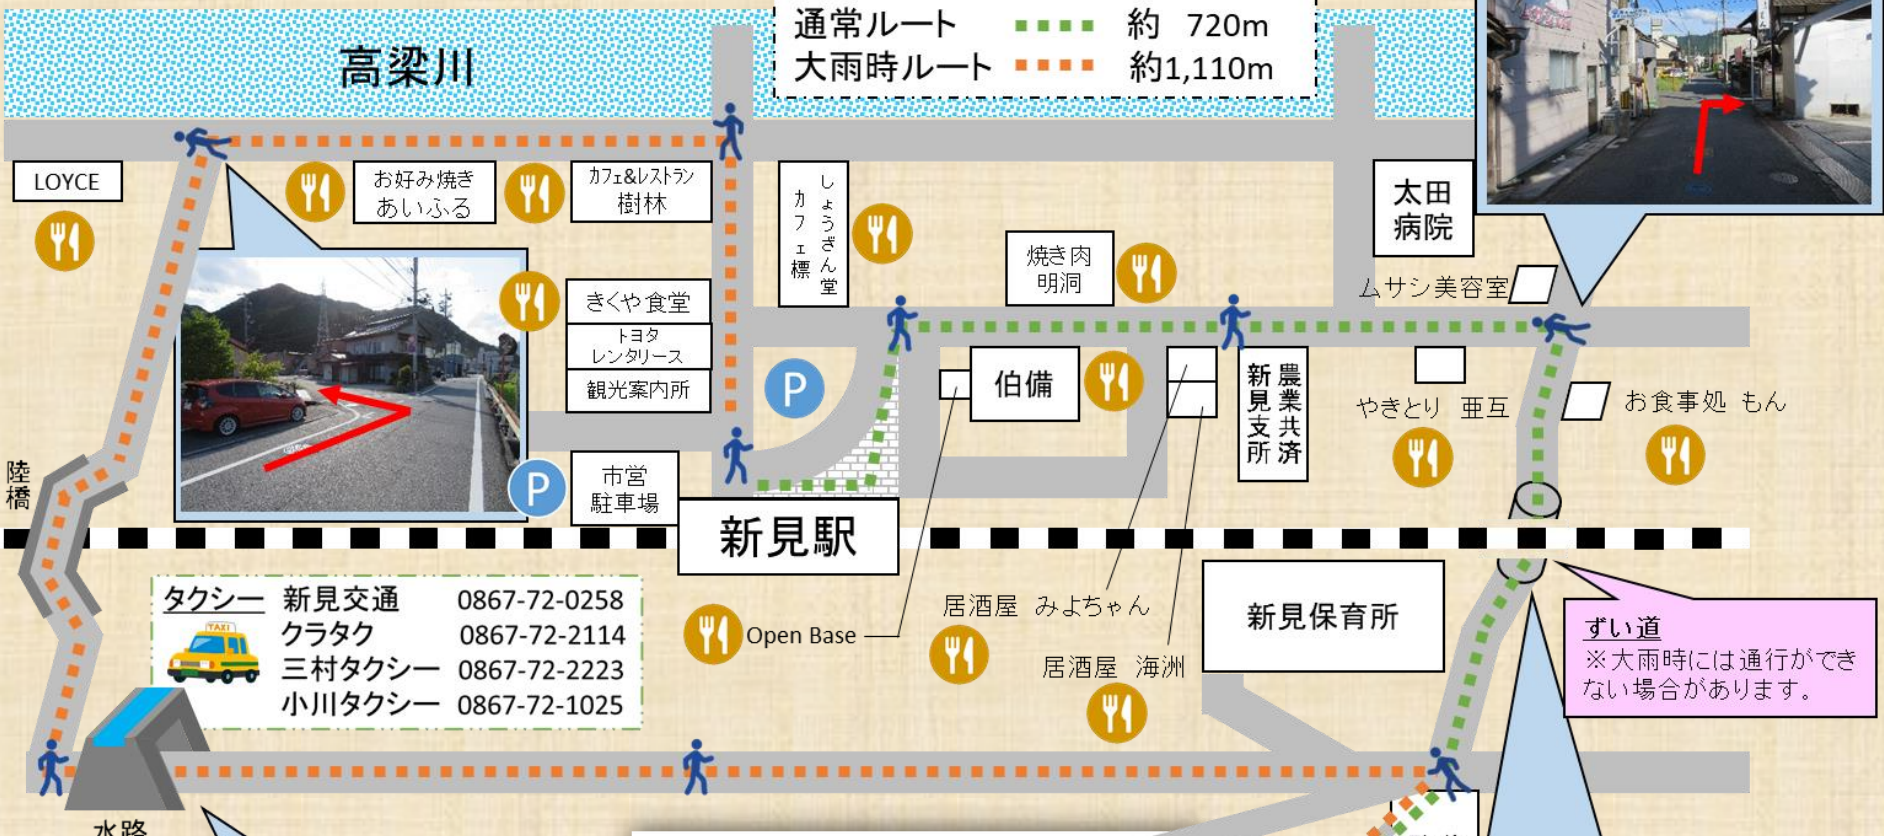 高梁川
通常ルート 約 720m
大雨時ルート 約1,110m
LOYCE
お好み焼き
あいふる
カフェ&レストラン
樹林
しょうざん堂
カフェ標
太田
病院
焼き肉
明洞
ムサシ美容室
きくや食堂
トヨタ
レンタリース
観光案内所
P
伯備
農業共済
新見支所
やきとり 亜互
お食事処 もん
陸橋
P
市営
駐車場
新見駅
タクシー 新見交通 0867-72-0258
クラタク 0867-72-2114
三村タクシー 0867-72-2223
小川タクシー 0867-72-1025
TAXI
Open Base
居酒屋 みよちゃん
居酒屋 海洲
新見保育所
ずい道
※大雨時には通行ができ
ない場合があります。
水路